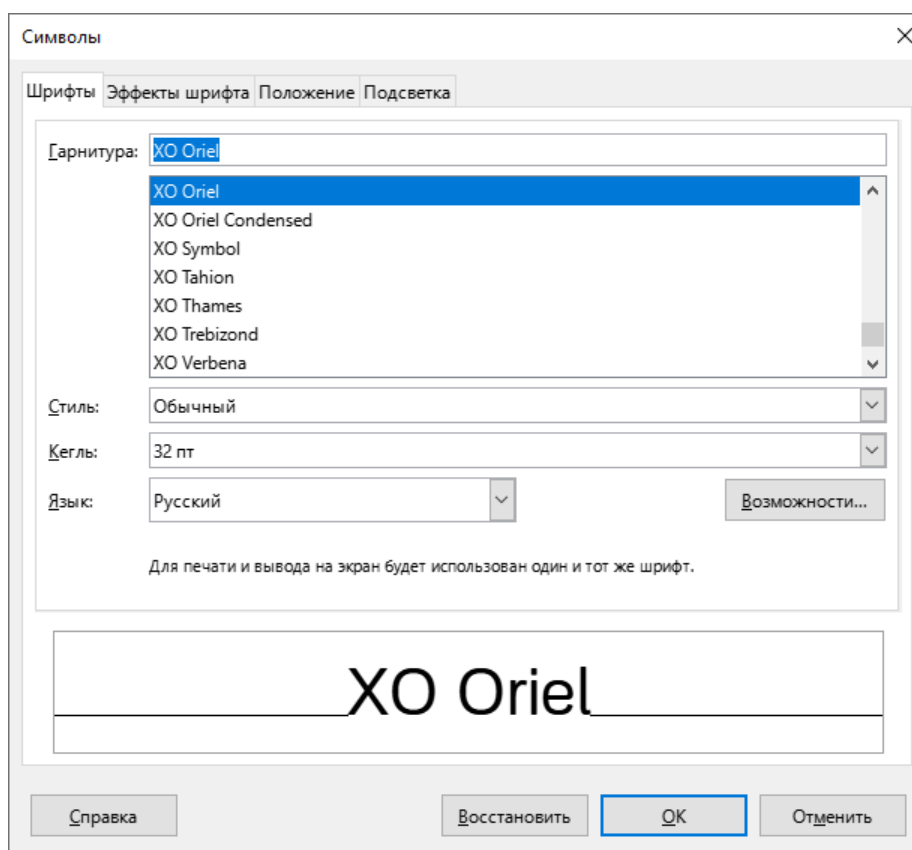 Символы
Шрифты Эффекты шрифта Положение Подсветка
Гарнитура: XO Oriel
XO Oriel
XO Oriel Condensed
XO Symbol
XO Tahion
XO Thames
XO Trebizond
XO Verbena
Стиль: Обычный
Кегль: 32 пт
Язык: Русский Возможности...
Для печати и вывода на экран будет использован один и тот же шрифт.
XO Oriel
Справка Восстановить OK Отменить